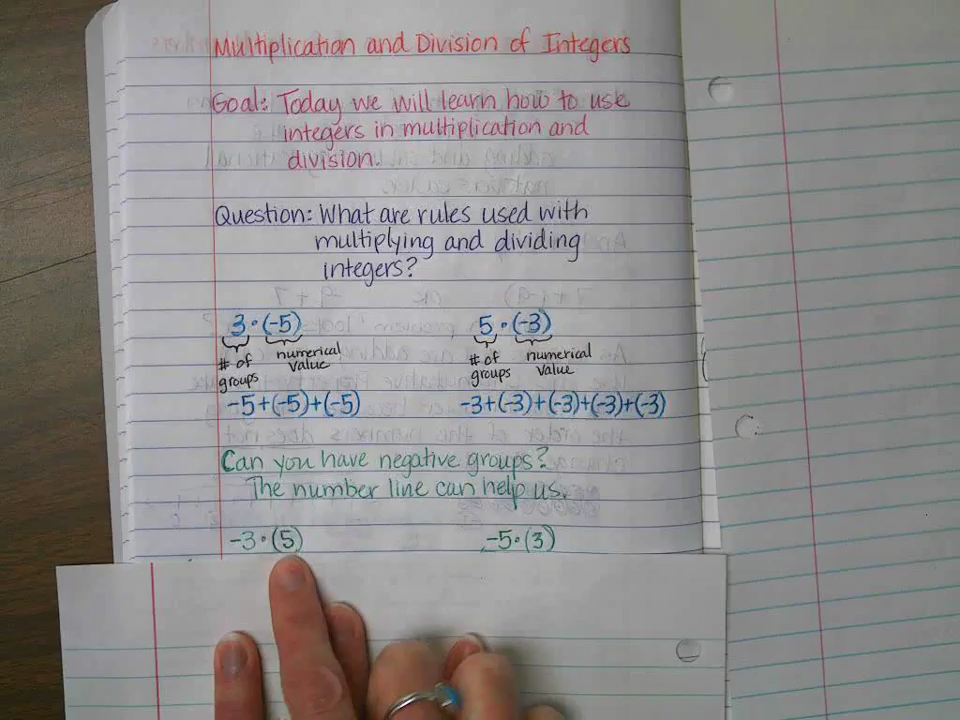 Multiplication and Division of Integers
Goal: Today we will learn how to use
integers in multiplication and
division.
Question: What are rules used with
multiplying and dividing
integers?
3 · (-5)
# of
groups
numerical
value
-5+(-5)+(-5)
5 · (-3)
# of
groups
numerical
value
-3+(-3)+(-3)+(-3)+(-3)
Can you have negative groups?
The number line can help us.
-3 · (5)
-5 · (3)